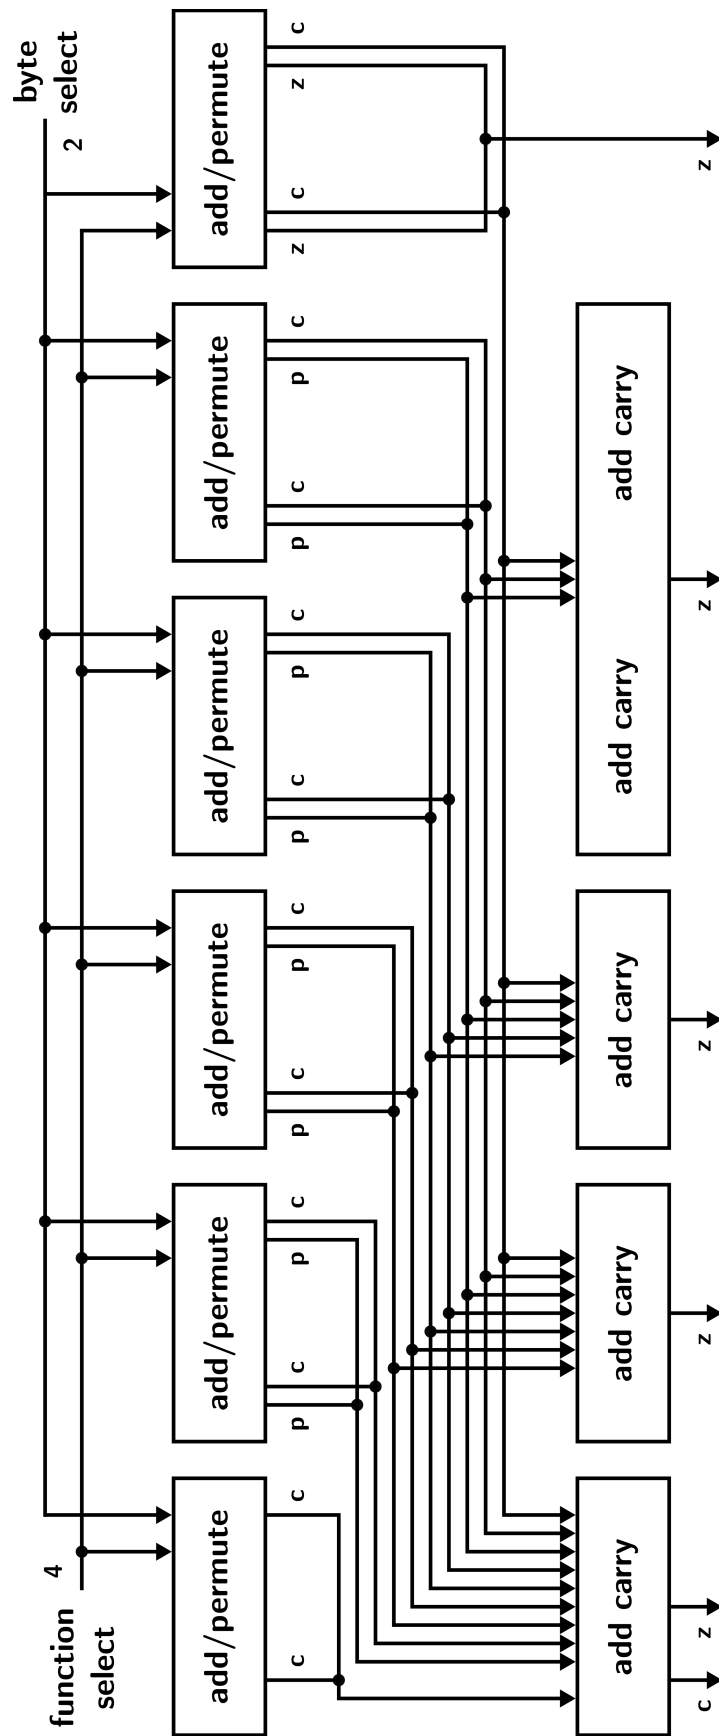 byte
select
2
function
select
4
add/permute add/permute add/permute add/permute add/permute add/permute
c c p c p c p c p c p c p c p c z c z c
add carry add carry add carry add carry add carry
c z z z z z